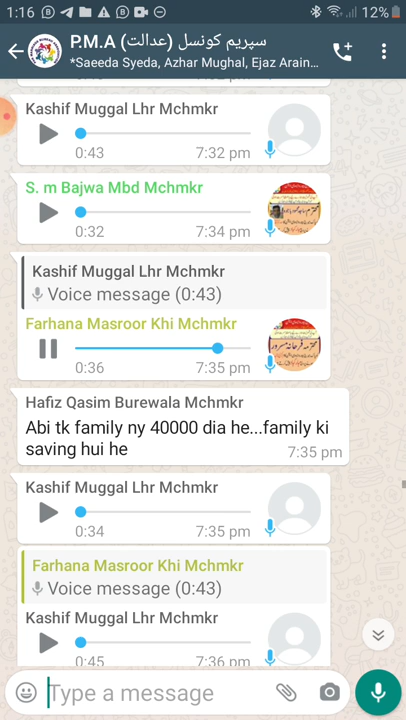 1:16
12%
P.M.A سپریم کونسل (عدالت)
*Saeeda Syeda, Azhar Mughal, Ejaz Arain...
Kashif Muggal Lhr Mchmkr
0:43 7:32 pm
S. m Bajwa Mbd Mchmkr
0:32 7:34 pm
Kashif Muggal Lhr Mchmkr
Voice message (0:43)
Farhana Masroor Khi Mchmkr
0:36 7:35 pm
Hafiz Qasim Burewala Mchmkr
Abi tk family ny 40000 dia he...family ki
saving hui he
7:35 pm
Kashif Muggal Lhr Mchmkr
0:34 7:35 pm
Farhana Masroor Khi Mchmkr
Voice message (0:43)
Kashif Muggal Lhr Mchmkr
0:45 7:36 pm
Type a message